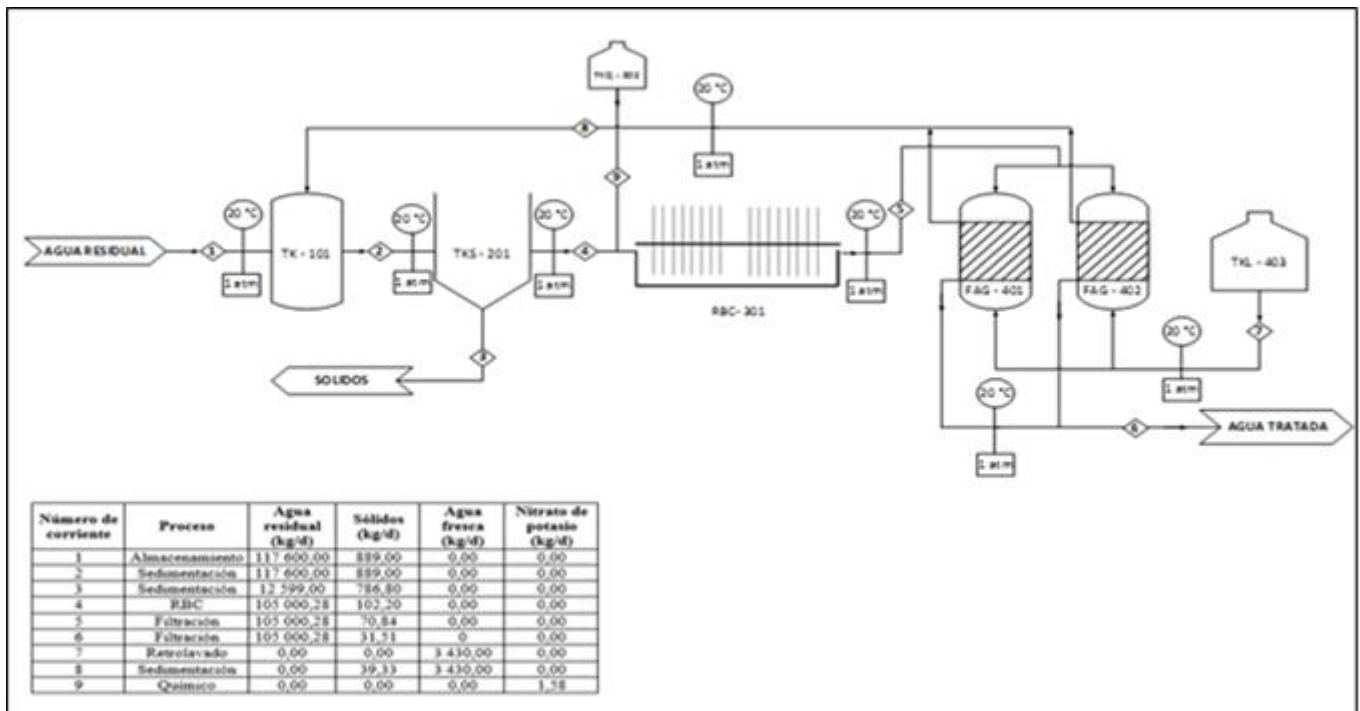 20 °C
1 atm
8
9
AGUA RESIDUAL
1
20 °C
1 atm
TK - 101
2
20 °C
1 atm
TKS - 201
20 °C
1 atm
4
3
SOLIDOS
RBC- 301
20 °C
1 atm
5
FAG - 401
FAG - 402
TKL - 403
7
20 °C
1 atm
20 °C
1 atm
6
AGUA TRATADA
Número de corriente Proceso Agua residual (kg/d) Sólidos (kg/d) Agua fresca (kg/d) Nitrato de potasio (kg/d)
1 Almacenamiento 117 600,00 889,00 0,00 0,00
2 Sedimentación 117 600,00 889,00 0,00 0,00
3 Sedimentación 12 599,00 786,80 0,00 0,00
4 RBC 105 000,28 102,20 0,00 0,00
5 Filtración 105 000,28 70,84 0,00 0,00
6 Filtración 105 000,28 31,51 0 0,00
7 Retrolavado 0,00 0,00 3 430,00 0,00
8 Sedimentación 0,00 39,33 3 430,00 0,00
9 Químico 0,00 0,00 0,00 1,58